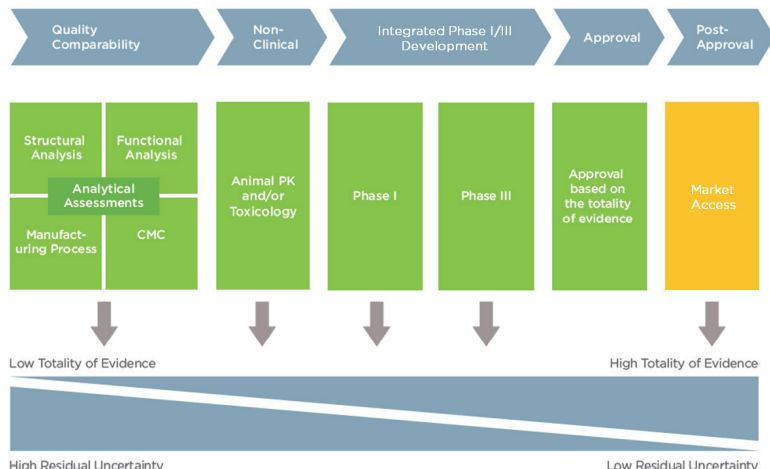 Quality
Comparability
Non-
Clinical
Integrated Phase I/III
Development
Approval
Post-
Approval
Structural
Analysis
Functional
Analysis
Analytical
Assessments
Manufact-
uring Process
CMC
Animal PK
and/or
Toxicology
Phase I
Phase III
Approval
based on
the totality
of evidence
Market
Access
Low Totality of Evidence
High Totality of Evidence
High Residual Uncertainty
Low Residual Uncertainty